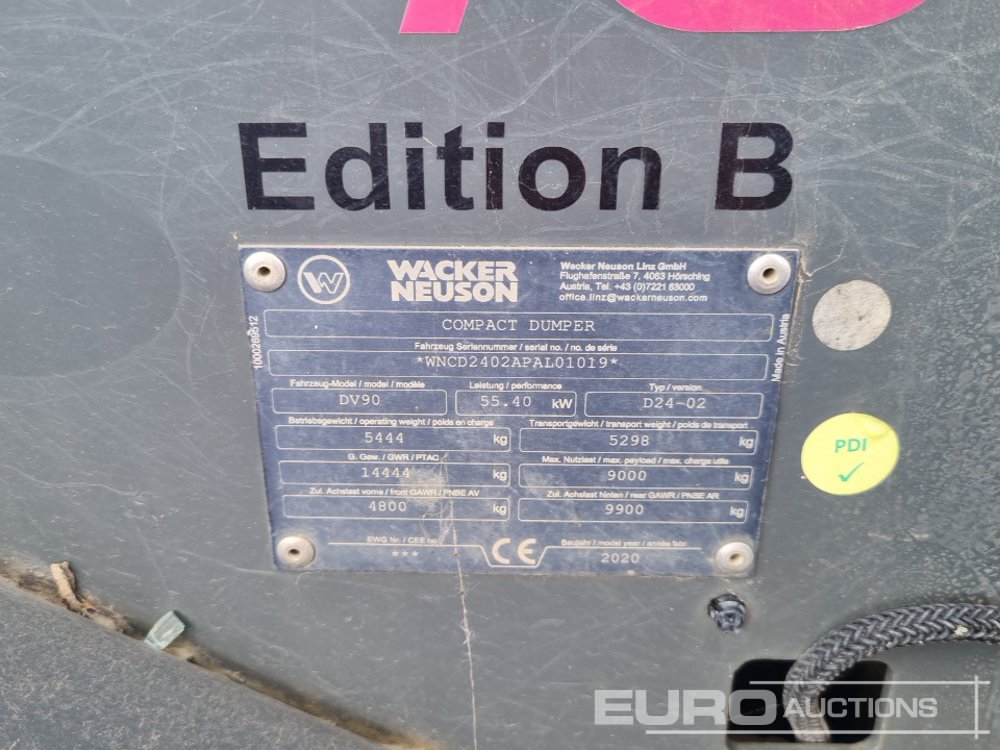 Edition B
W
WACKER
NEUSON
Wacker Neuson Linz GmbH
Flughafenstraße 7, 4063 Hörsching
Austria, Tel. +43 (0)7221 63000
office.linz@wackerneuson.com
1000269512
COMPACT DUMPER
Made in Austria
Fahrzeug Seriennummer / serial no. / no. de série
*WNCD2402APAL01019*
Fahrzeug-Model / model / modèle
Leistung / performance
Typ / version
DV90
55.40 kW
D24-02
Betriebsgewicht / operating weight / poids en charge
Transportgewicht / transport weight / poids de transport
5444 kg
5298 kg
G. Gew. / GWR / PTAC
Max. Nutzlast / max. payload / max. charge utile
14444 kg
9000 kg
Zul. Achslast vorne / front GAWR / PNBE AV
Zul. Achslast hinten / rear GAWR / PNBE AR
4800 kg
9900 kg
EWG Nr. / CEE no.
CE
Baujahr / model year / année fabr.
***
2020
PDI
EURO AUCTIONS